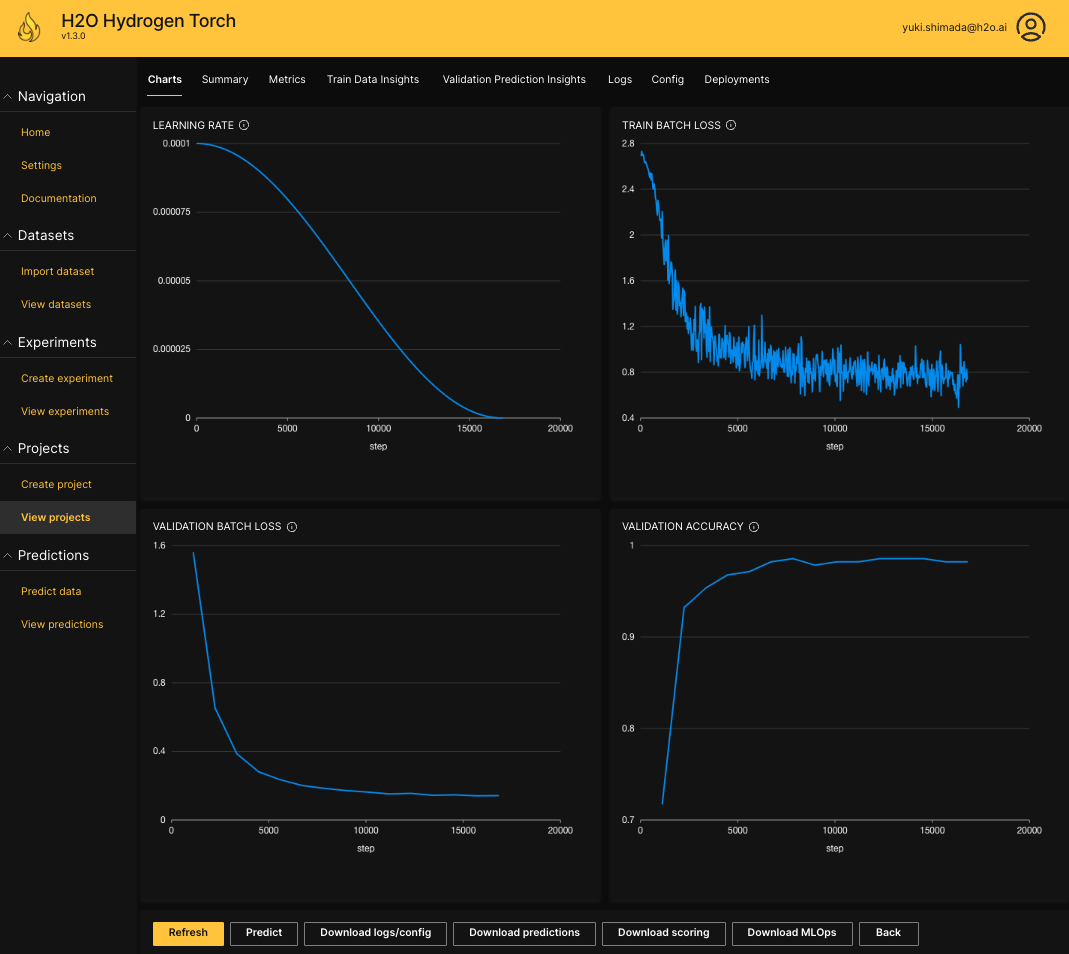 H2O Hydrogen Torch
v1.3.0
yuki.shimada@h2o.ai
Navigation
Home
Settings
Documentation
Datasets
Import dataset
View datasets
Experiments
Create experiment
View experiments
Projects
Create project
View projects
Predictions
Predict data
View predictions
Charts Summary Metrics Train Data Insights Validation Prediction Insights Logs Config Deployments
LEARNING RATE
0.0001
0.000075
0.00005
0.000025
0
0 5000 10000 15000 20000
step
TRAIN BATCH LOSS
2.8
2.4
2
1.6
1.2
0.8
0.4
0 5000 10000 15000 20000
step
VALIDATION BATCH LOSS
1.6
1.2
0.8
0.4
0
0 5000 10000 15000 20000
step
VALIDATION ACCURACY
1
0.9
0.8
0.7
0 5000 10000 15000 20000
step
Refresh Predict Download logs/config Download predictions Download scoring Download MLOps Back